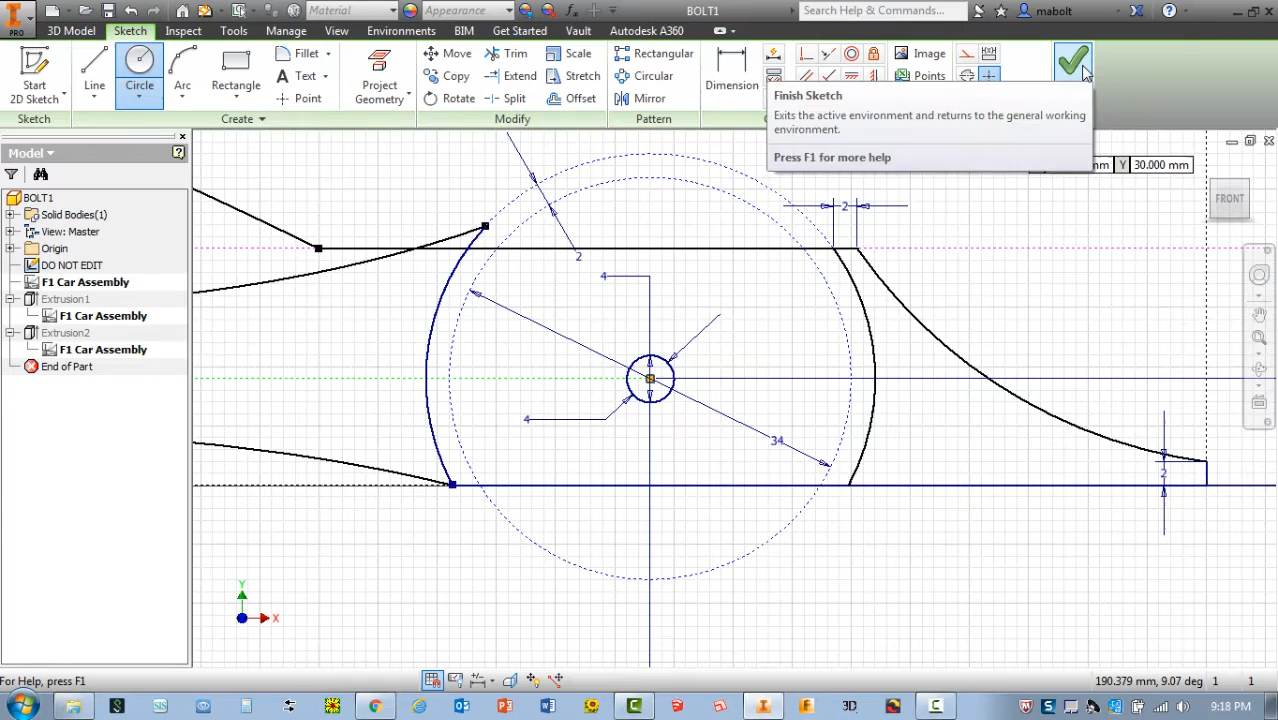 Material
Appearance
BOLT1
Search Help & Commands...
mabolt
PRO
3D Model Sketch Inspect Tools Manage View Environments BIM Get Started Vault Autodesk A360
Start
2D Sketch
Line
Circle
Arc
Rectangle
Fillet
Text
Point
Project
Geometry
Move
Copy
Rotate
Trim
Extend
Split
Scale
Stretch
Offset
Rectangular
Circular
Mirror
Dimension
Image
Points
Sketch
Create
Modify
Pattern
Finish Sketch
Exits the active environment and returns to the general working
environment.
Press F1 for more help
Y 30.000 mm
Model
BOLT1
Solid Bodies(1)
View: Master
Origin
DO NOT EDIT
F1 Car Assembly
Extrusion1
F1 Car Assembly
Extrusion2
F1 Car Assembly
End of Part
FRONT
2
2
4
4
34
2
Y
X
For Help, press F1
190.379 mm, 9.07 deg 1 1
9:18 PM